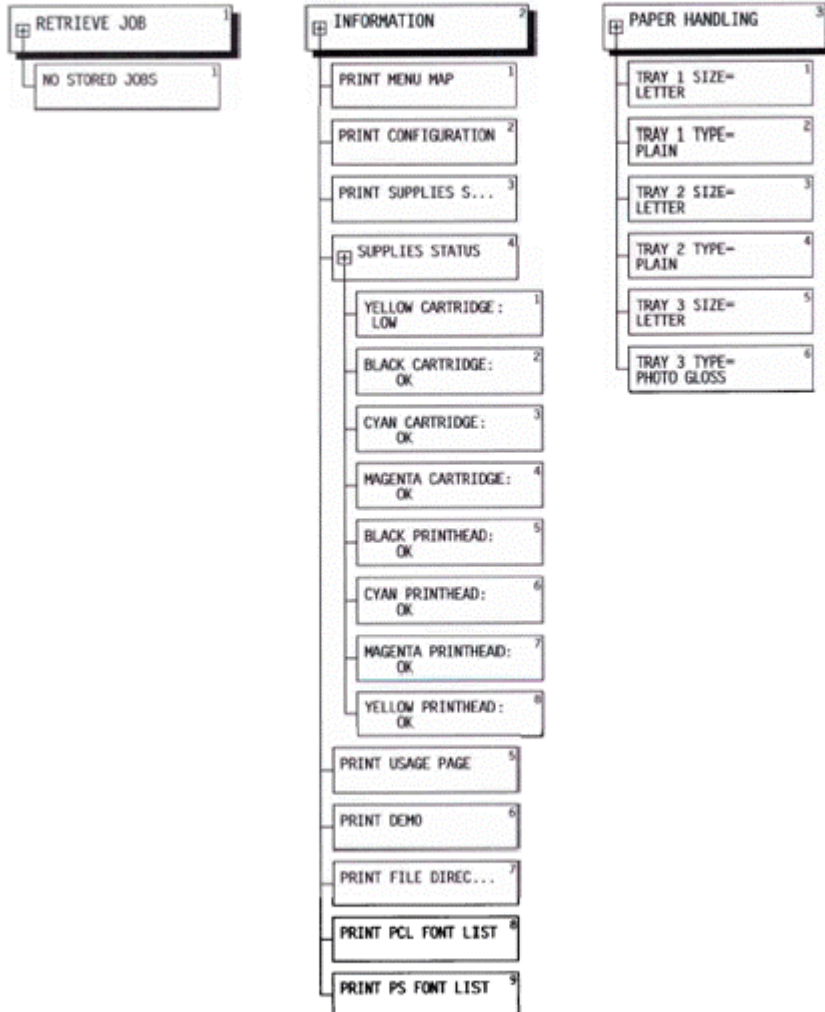 RETRIEVE JOB 1
NO STORED JOBS 1
INFORMATION 2
PRINT MENU MAP 1
PRINT CONFIGURATION 2
PRINT SUPPLIES S... 3
SUPPLIES STATUS 4
YELLOW CARTRIDGE: 1
LOW
BLACK CARTRIDGE: 2
OK
CYAN CARTRIDGE: 3
OK
MAGENTA CARTRIDGE: 4
OK
BLACK PRINTHEAD: 5
OK
CYAN PRINTHEAD: 6
OK
MAGENTA PRINTHEAD: 7
OK
YELLOW PRINTHEAD: 8
OK
PRINT USAGE PAGE 5
PRINT DEMO 6
PRINT FILE DIREC... 7
PRINT PCL FONT LIST 8
PRINT PS FONT LIST 9
PAPER HANDLING 3
TRAY 1 SIZE= 1
LETTER
TRAY 1 TYPE= 2
PLAIN
TRAY 2 SIZE= 3
LETTER
TRAY 2 TYPE= 4
PLAIN
TRAY 3 SIZE= 5
LETTER
TRAY 3 TYPE= 6
PHOTO GLOSS